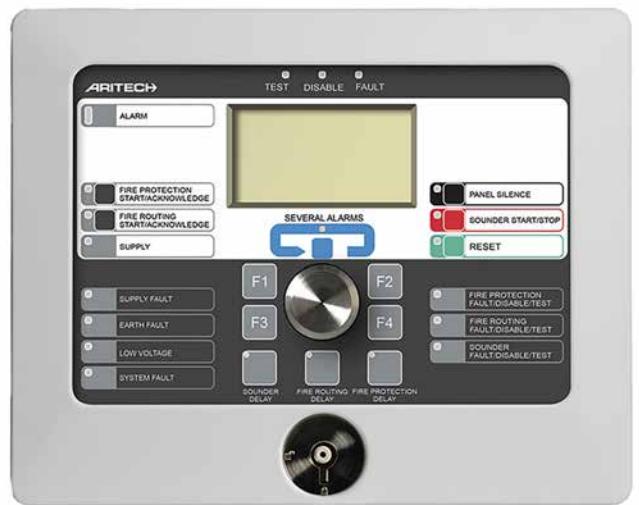 ARITECH
TEST DISABLE FAULT
ALARM
FIRE PROTECTION
START/ACKNOWLEDGE
FIRE ROUTING
START/ACKNOWLEDGE
SUPPLY
SEVERAL ALARMS
PANEL SILENCE
SOUNDER START/STOP
RESET
SUPPLY FAULT
EARTH FAULT
LOW VOLTAGE
SYSTEM FAULT
F1
F2
F3
F4
FIRE PROTECTION
FAULT/DISABLE/TEST
FIRE ROUTING
FAULT/DISABLE/TEST
SOUNDER
FAULT/DISABLE/TEST
SOUNDER
DELAY
FIRE ROUTING
DELAY
FIRE PROTECTION
DELAY